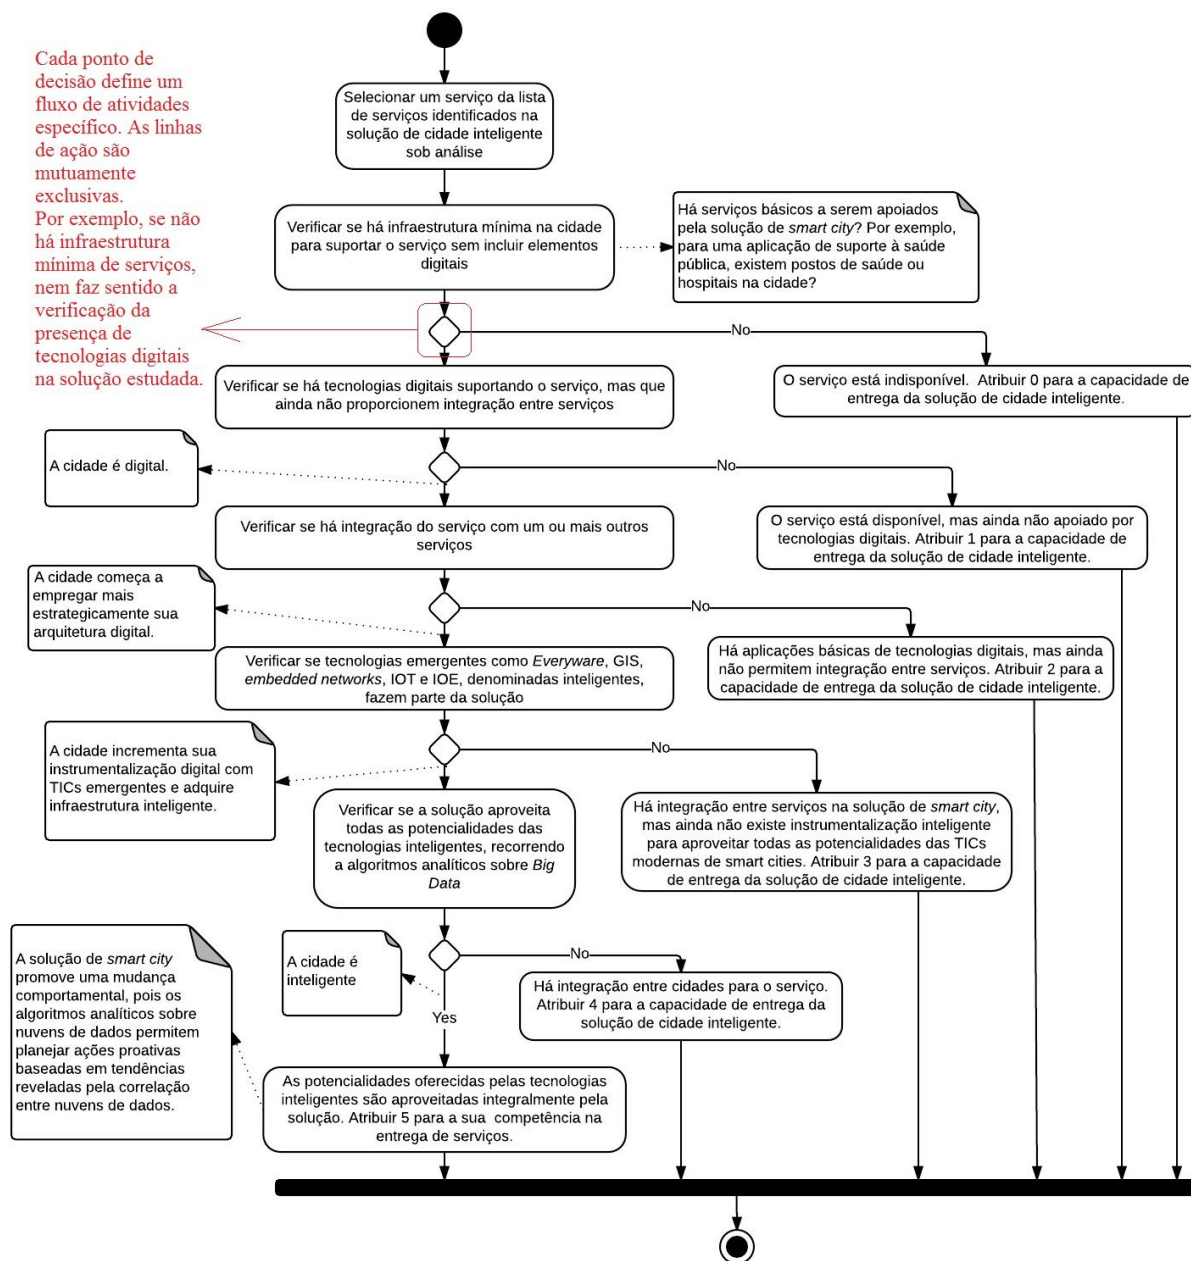 Cada ponto de
decisão define um
fluxo de atividades
específico. As linhas
de ação são
mutuamente
exclusivas.
Por exemplo, se não
há infraestrutura
mínima de serviços,
nem faz sentido a
verificação da
presença de
tecnologias digitais
na solução estudada.
Selecionar um serviço da lista
de serviços identificados na
solução de cidade inteligente
sob análise
Verificar se há infraestrutura mínima na cidade
para suportar o serviço sem incluir elementos
digitais
Há serviços básicos a serem apoiados
pela solução de smart city? Por exemplo,
para uma aplicação de suporte à saúde
pública, existem postos de saúde ou
hospitais na cidade?
No
Verificar se há tecnologias digitais suportando o serviço, mas que
ainda não proporcionem integração entre serviços
O serviço está indisponível. Atribuir 0 para a capacidade de
entrega da solução de cidade inteligente.
A cidade é digital.
No
Verificar se há integração do serviço com um ou mais outros
serviços
O serviço está disponível, mas ainda não apoiado por
tecnologias digitais. Atribuir 1 para a capacidade de
entrega da solução de cidade inteligente.
A cidade começa a
empregar mais
estrategicamente sua
arquitetura digital.
No
Verificar se tecnologias emergentes como Everyware, GIS,
embedded networks, IOT e IOE, denominadas inteligentes,
fazem parte da solução
Há aplicações básicas de tecnologias digitais, mas ainda
não permitem integração entre serviços. Atribuir 2 para a
capacidade de entrega da solução de cidade inteligente.
A cidade incrementa sua
instrumentalização digital com
TICs emergentes e adquire
infraestrutura inteligente.
No
Verificar se a solução aproveita
todas as potencialidades das
tecnologias inteligentes, recorrendo
a algoritmos analíticos sobre Big
Data
Há integração entre serviços na solução de smart city,
mas ainda não existe instrumentalização inteligente
para aproveitar todas as potencialidades das TICs
modernas de smart cities. Atribuir 3 para a capacidade
de entrega da solução de cidade inteligente.
A solução de smart city
promove uma mudança
comportamental, pois os
algoritmos analíticos sobre
nuvens de dados permitem
planejar ações proativas
baseadas em tendências
reveladas pela correlação
entre nuvens de dados.
A cidade é
inteligente
No
Há integração entre cidades para o serviço.
Atribuir 4 para a capacidade de entrega da
solução de cidade inteligente.
Yes
As potencialidades oferecidas pelas tecnologias
inteligentes são aproveitadas integralmente pela
solução. Atribuir 5 para a sua competência na
entrega de serviços.